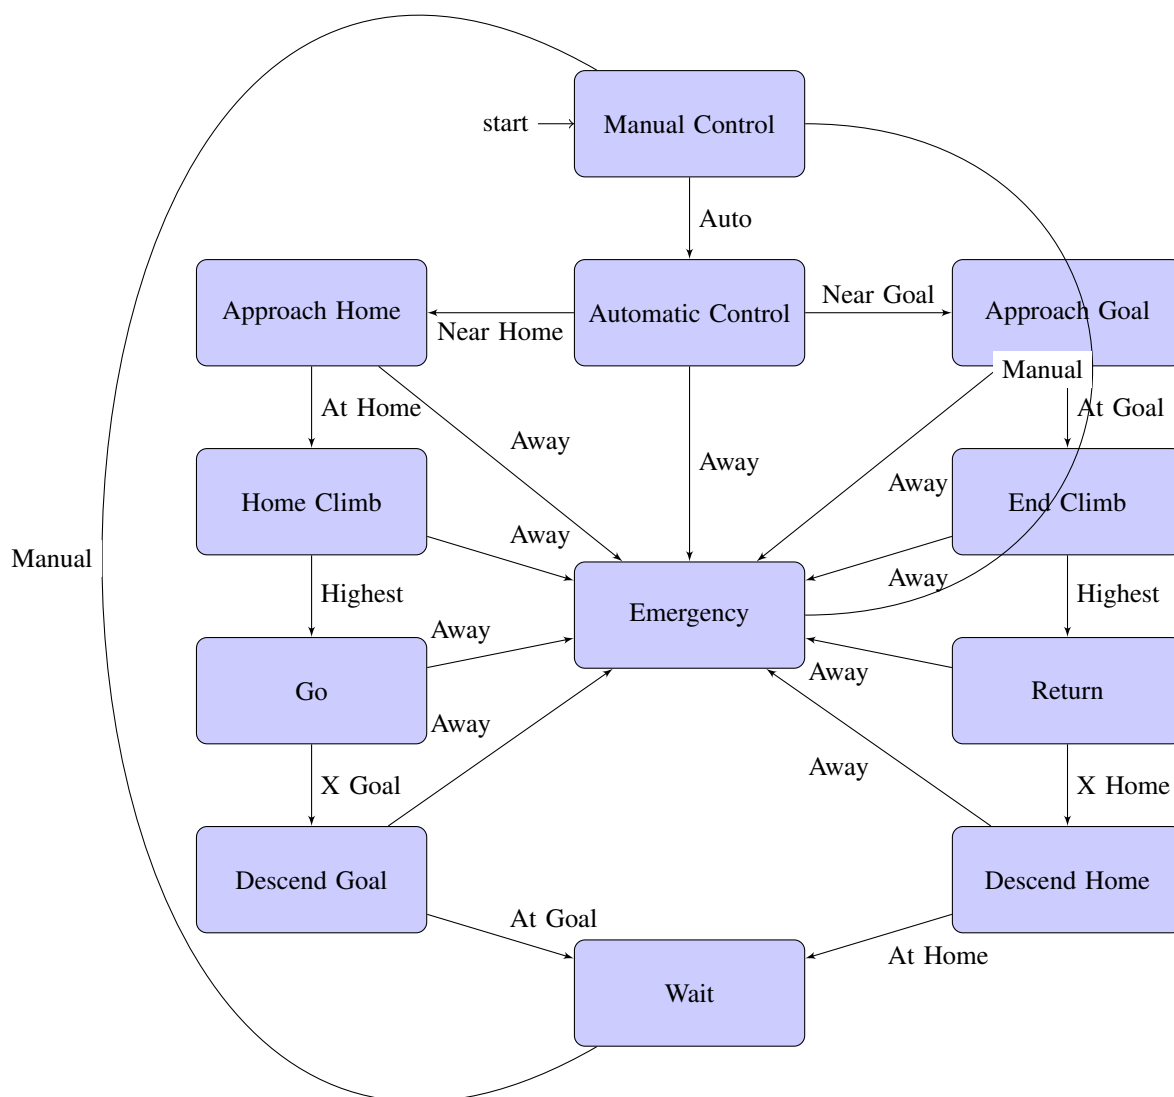 start
Manual Control
Auto
Approach Home
Near Home
Automatic Control
Near Goal
Approach Goal
Manual
At Home
At Goal
Away
Away
Away
Home Climb
End Climb
Away
Away
Manual
Highest
Highest
Emergency
Away
Away
Go
Return
Away
Away
X Goal
X Home
Descend Goal
Descend Home
At Goal
At Home
Wait